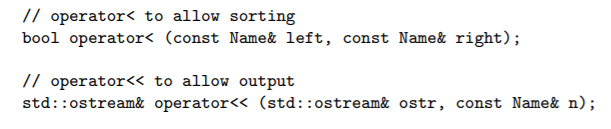 // operator< to allow sorting
bool operator< (const Name& left, const Name& right);
// operator<< to allow output
std::ostream& operator<< (std::ostream& ostr, const Name& n);